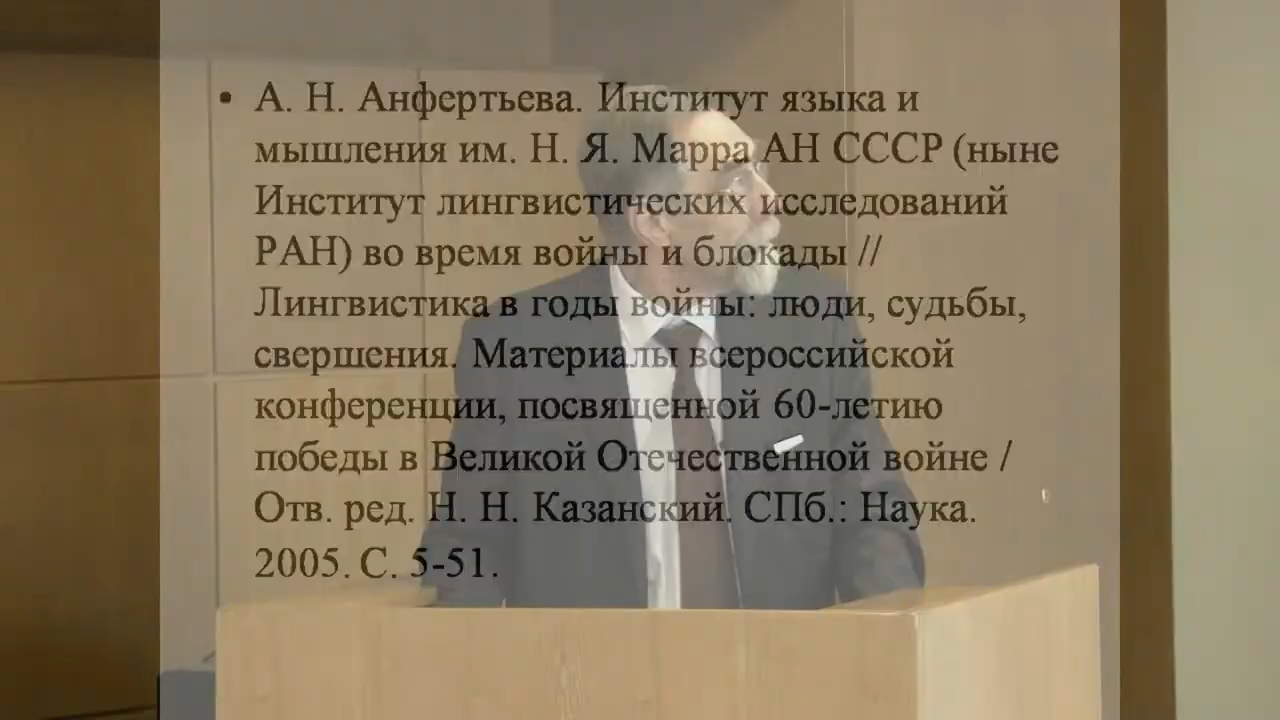 • А. Н. Анфертьева. Институт языка и
мышления им. Н. Я. Марра АН СССР (ныне
Институт лингвистических исследований
РАН) во время войны и блокады //
Лингвистика в годы войны: люди, судьбы,
свершения. Материалы всероссийской
конференции, посвященной 60-летию
победы в Великой Отечественной войне /
Отв. ред. Н. Н. Казанский. СПб.: Наука.
2005. С. 5-51.